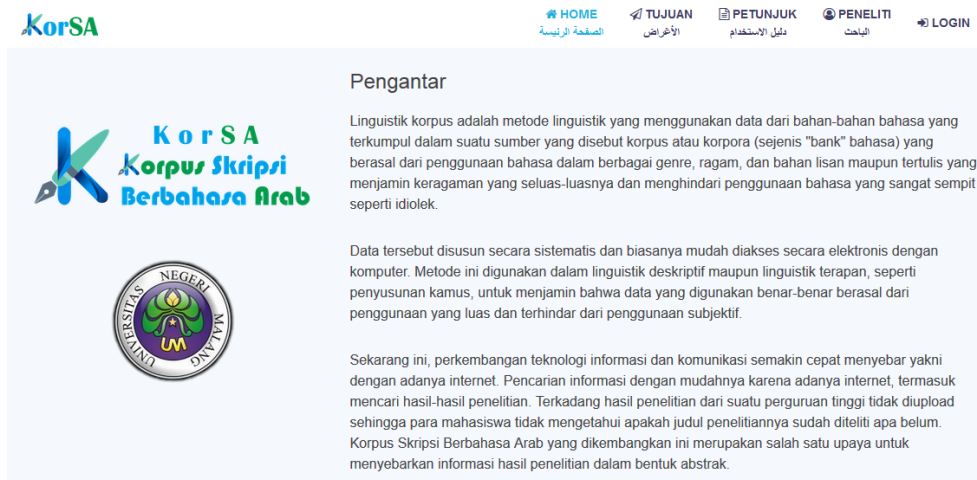 KorSA
HOME
الصفحة الرئيسة
TUJUAN
الأغراض
PETUNJUK
دليل الاستخدام
PENELITI
الباحث
LOGIN
KorSA
Korpus Skripsi
Berbahasa Arab
UNIVERSITAS NEGERI MALANG
UM
Pengantar
Linguistik korpus adalah metode linguistik yang menggunakan data dari bahan-bahan bahasa yang
terkumpul dalam suatu sumber yang disebut korpus atau korpora (sejenis "bank" bahasa) yang
berasal dari penggunaan bahasa dalam berbagai genre, ragam, dan bahan lisan maupun tertulis yang
menjamin keragaman yang seluas-luasnya dan menghindari penggunaan bahasa yang sangat sempit
seperti idiolek.
Data tersebut disusun secara sistematis dan biasanya mudah diakses secara elektronis dengan
komputer. Metode ini digunakan dalam linguistik deskriptif maupun linguistik terapan, seperti
penyusunan kamus, untuk menjamin bahwa data yang digunakan benar-benar berasal dari
penggunaan yang luas dan terhindar dari penggunaan subjektif.
Sekarang ini, perkembangan teknologi informasi dan komunikasi semakin cepat menyebar yakni
dengan adanya internet. Pencarian informasi dengan mudahnya karena adanya internet, termasuk
mencari hasil-hasil penelitian. Terkadang hasil penelitian dari suatu perguruan tinggi tidak diupload
sehingga para mahasiswa tidak mengetahui apakah judul penelitiannya sudah diteliti apa belum.
Korpus Skripsi Berbahasa Arab yang dikembangkan ini merupakan salah satu upaya untuk
menyebarkan informasi hasil penelitian dalam bentuk abstrak.